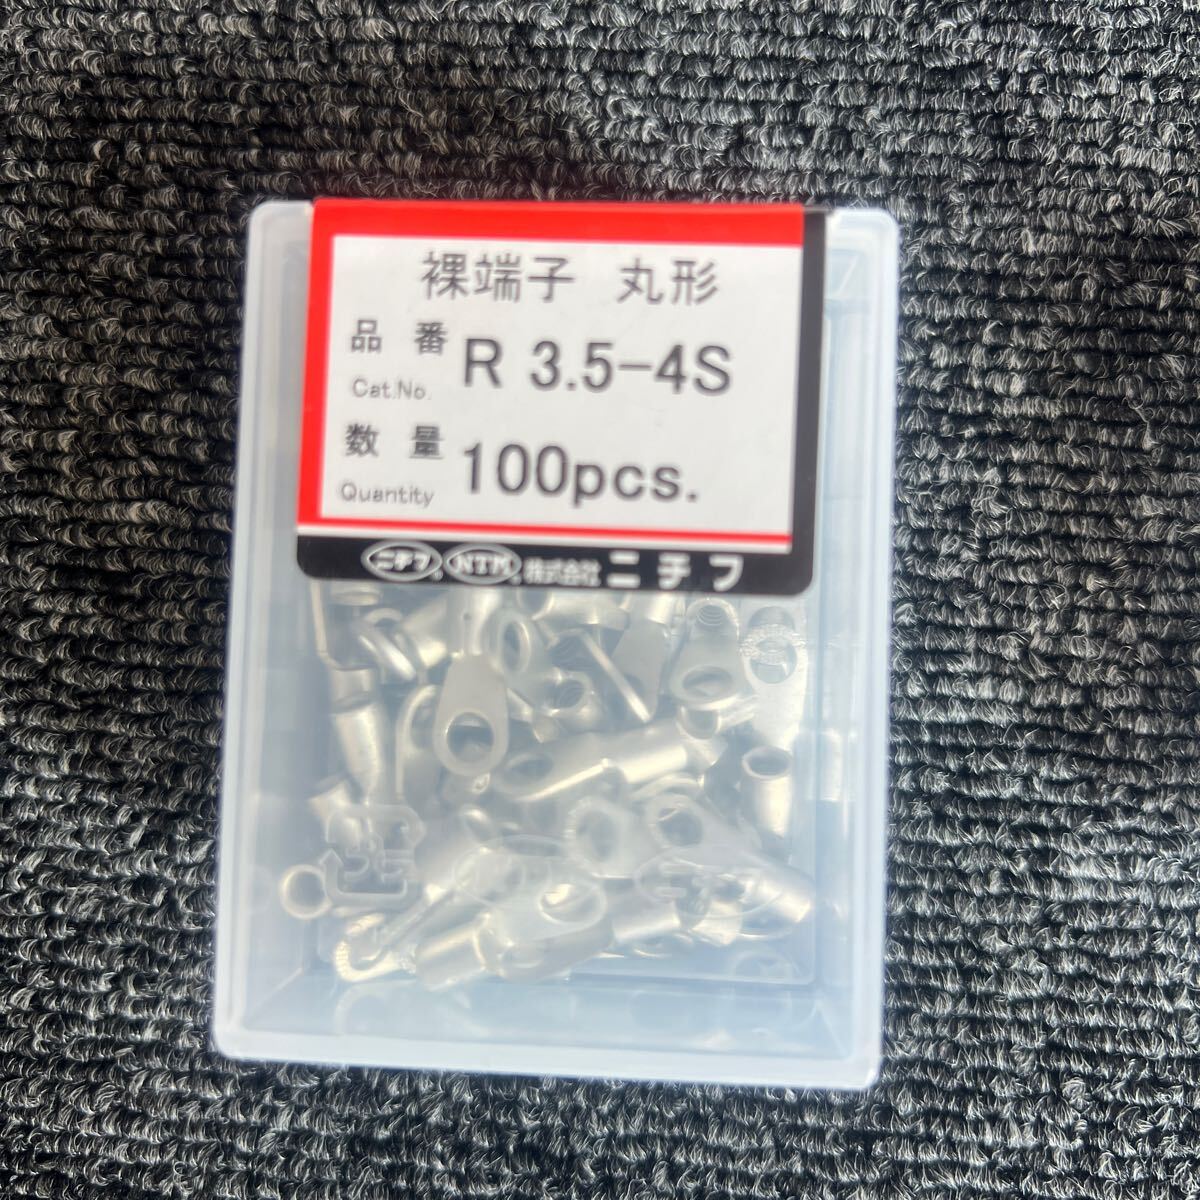 裸端子 丸形
品 番 R 3.5-4S
Cat.No.
数 量 100pcs.
Quantity
ニチフ® NTM® 株式会社 ニチフ